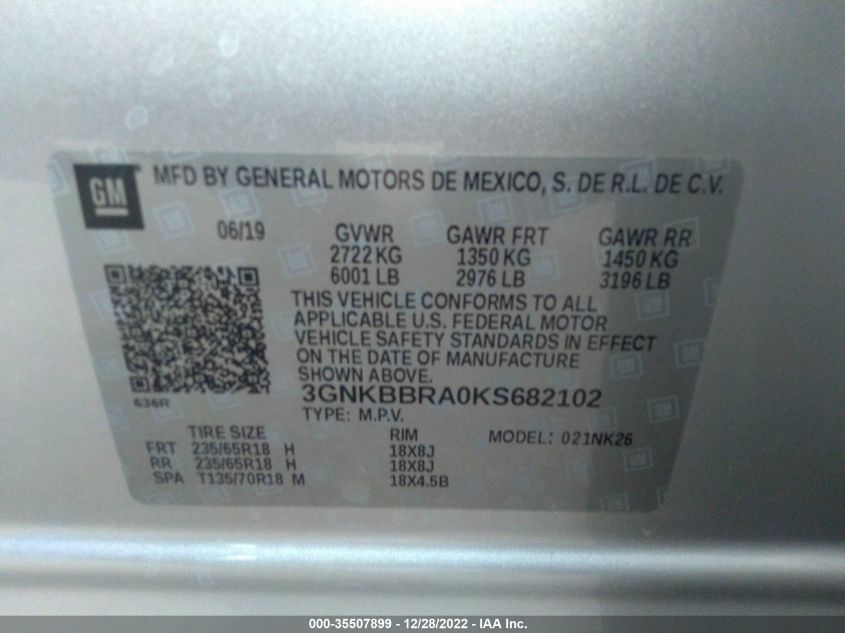 GM MFD BY GENERAL MOTORS DE MEXICO, S. DE R.L. DE C.V.
06/19 GVWR GAWR FRT GAWR RR
2722 KG 1350 KG 1450 KG
6001 LB 2976 LB 3196 LB
THIS VEHICLE CONFORMS TO ALL
APPLICABLE U.S. FEDERAL MOTOR
VEHICLE SAFETY STANDARDS IN EFFECT
ON THE DATE OF MANUFACTURE
SHOWN ABOVE.
636R
3GNKBBRA0KS682102
TYPE: M.P.V.
TIRE SIZE RIM MODEL: 021NK26
FRT 235/65R18 H 18X8J
RR 235/65R18 H 18X8J
SPA T135/70R18 M 18X4.5B
000-35507899 - 12/28/2022 - IAA Inc.